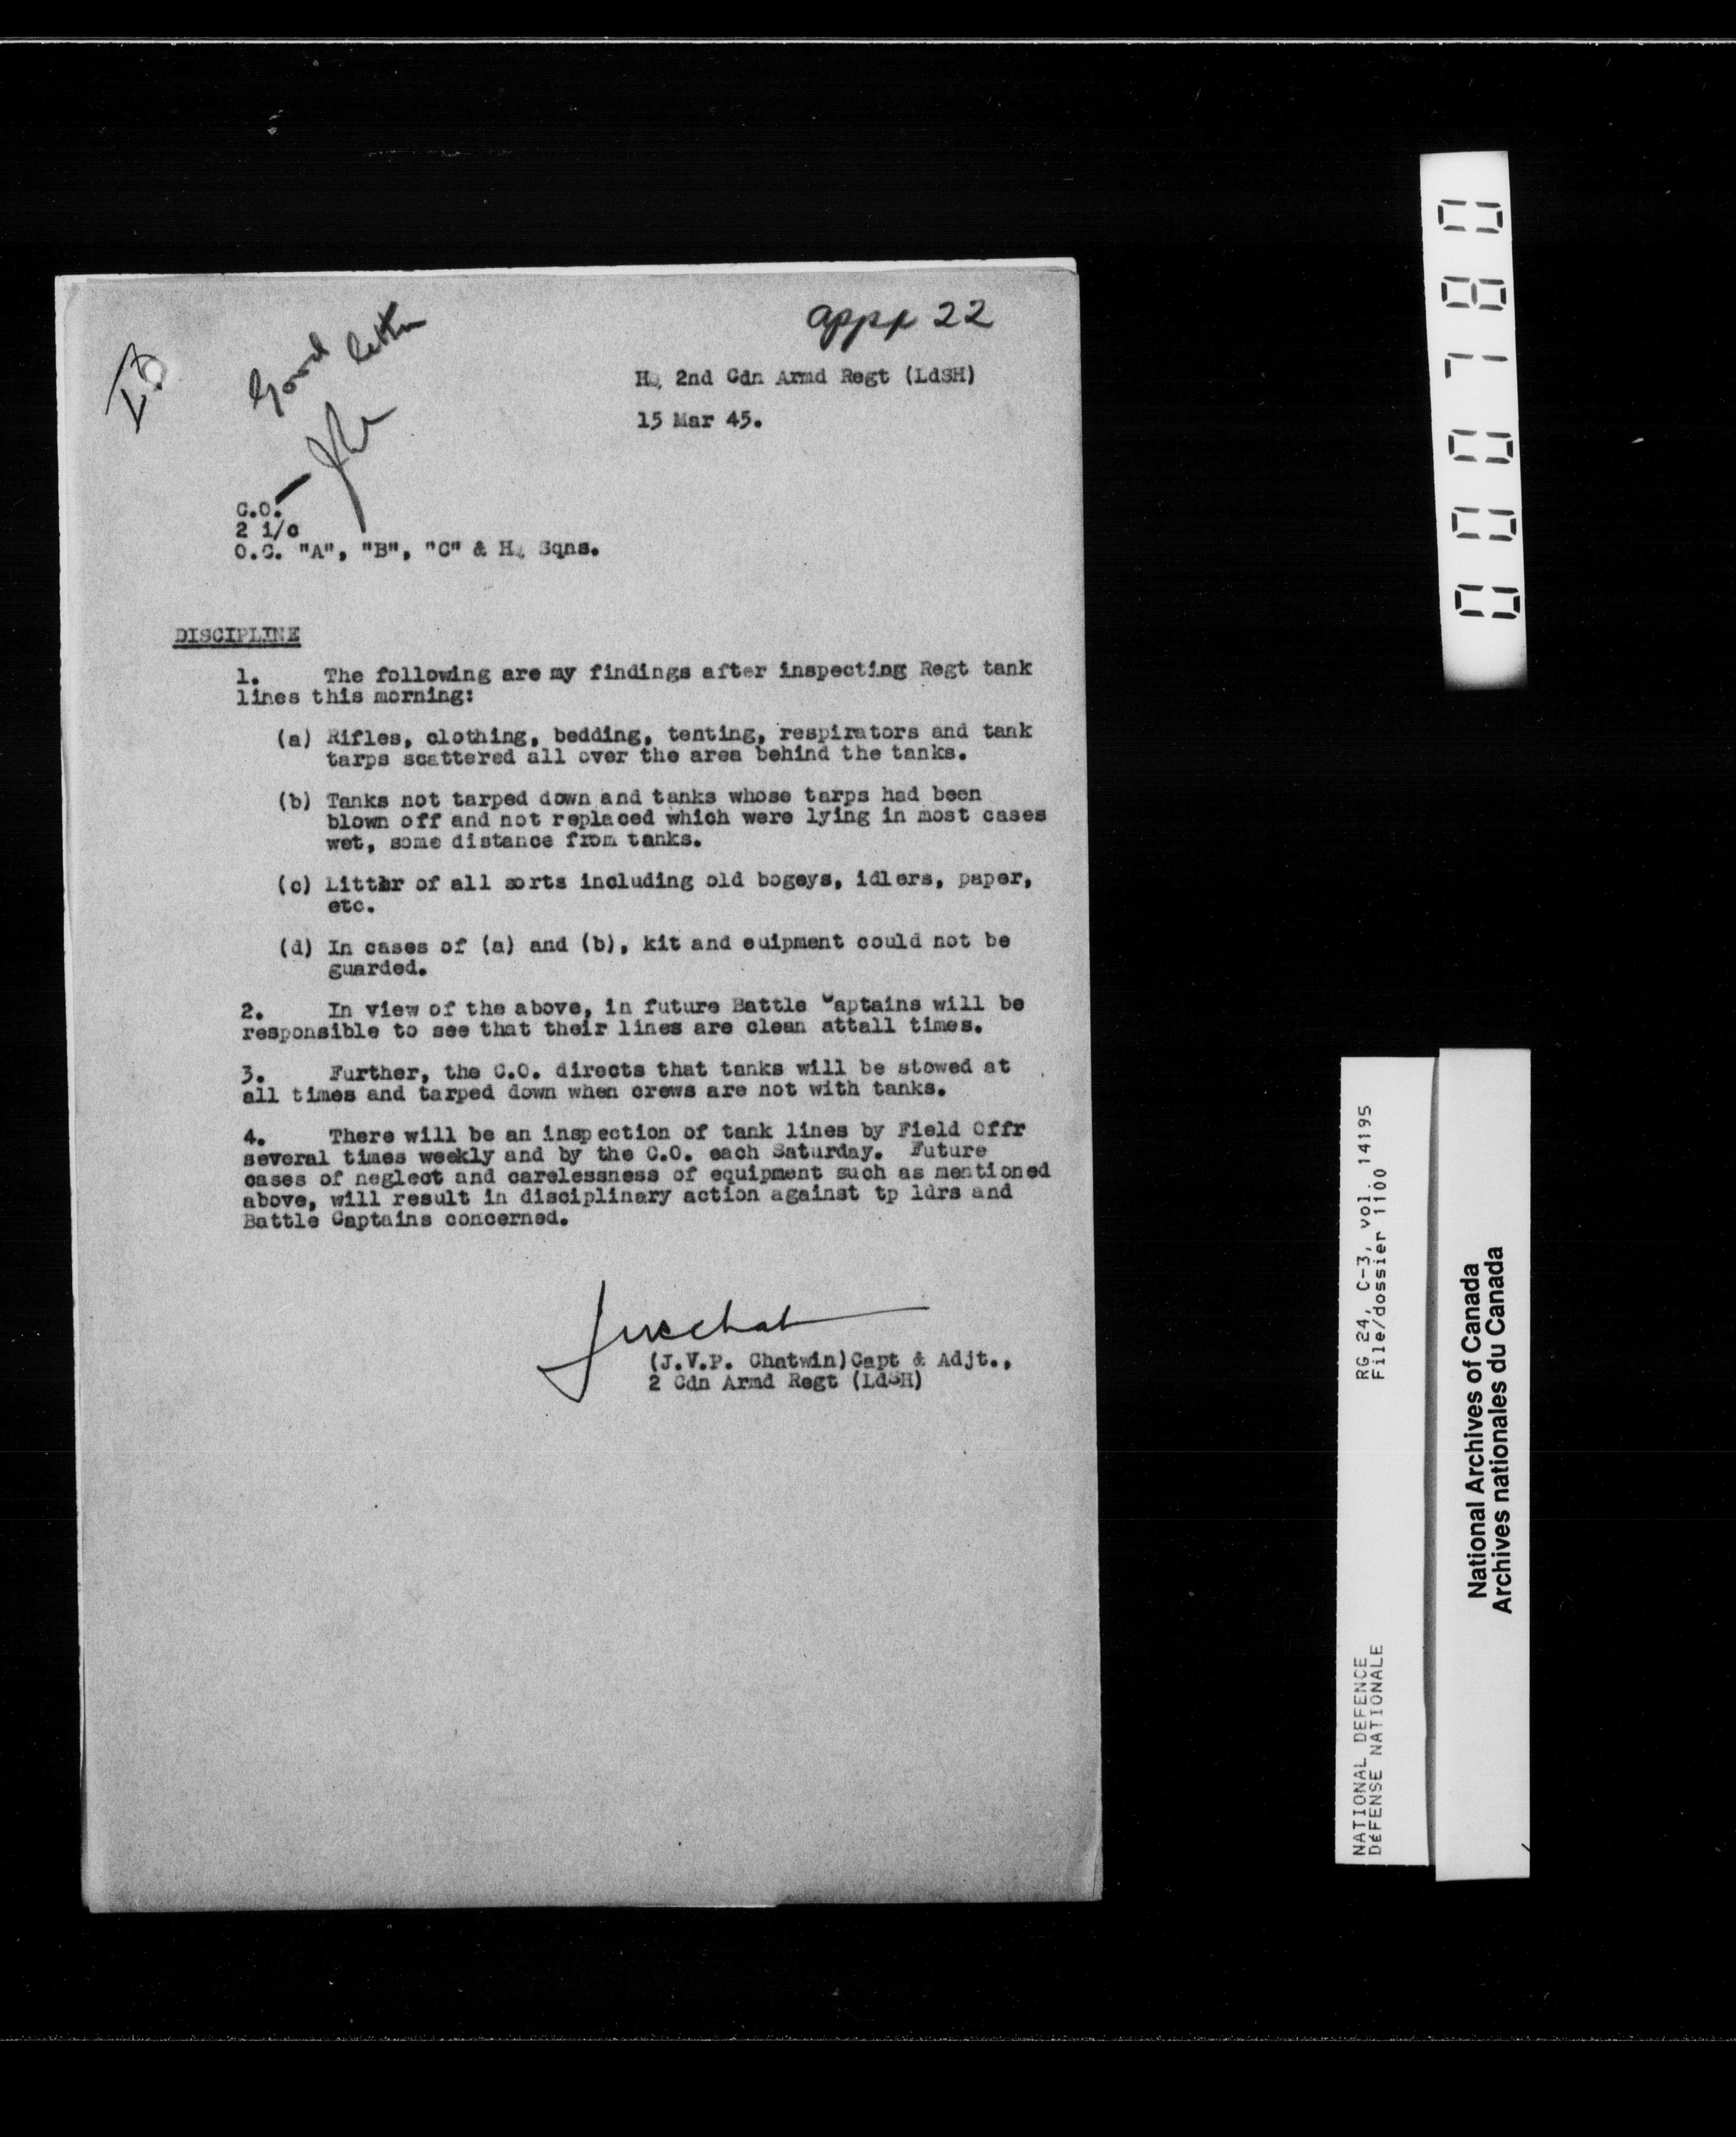 appx 22
Good letter
HQ 2nd Cdn Armd Regt (LdSH)
15 Mar 45.
C.O.
2 i/c
O.C. "A", "B", "C" & HQ Sqns.
DISCIPLINE
1. The following are my findings after inspecting Regt tank
lines this morning:
(a) Rifles, clothing, bedding, tenting, respirators and tank
tarps scattered all over the area behind the tanks.
(b) Tanks not tarped down and tanks whose tarps had been
blown off and not replaced which were lying in most cases
wet, some distance from tanks.
(c) Litter of all sorts including old bogeys, idlers, paper,
etc.
(d) In cases of (a) and (b), kit and euipment could not be
guarded.
2. In view of the above, in future Battle Captains will be
responsible to see that their lines are clean attall times.
3. Further, the C.O. directs that tanks will be stowed at
all times and tarped down when crews are not with tanks.
4. There will be an inspection of tank lines by Field Offr
several times weekly and by the C.O. each Saturday. Future
cases of neglect and carelessness of equipment such as mentioned
above, will result in disciplinary action against tp ldrs and
Battle Captains concerned.
(J.V.P. Chatwin)Capt & Adjt.,
2 Cdn Armd Regt (LdSH)
000780
NATIONAL DEFENCE RG 24, C-3, vol. 14195
DéFENSE NATIONALE File/dossier 1100
National Archives of Canada
Archives nationales du Canada